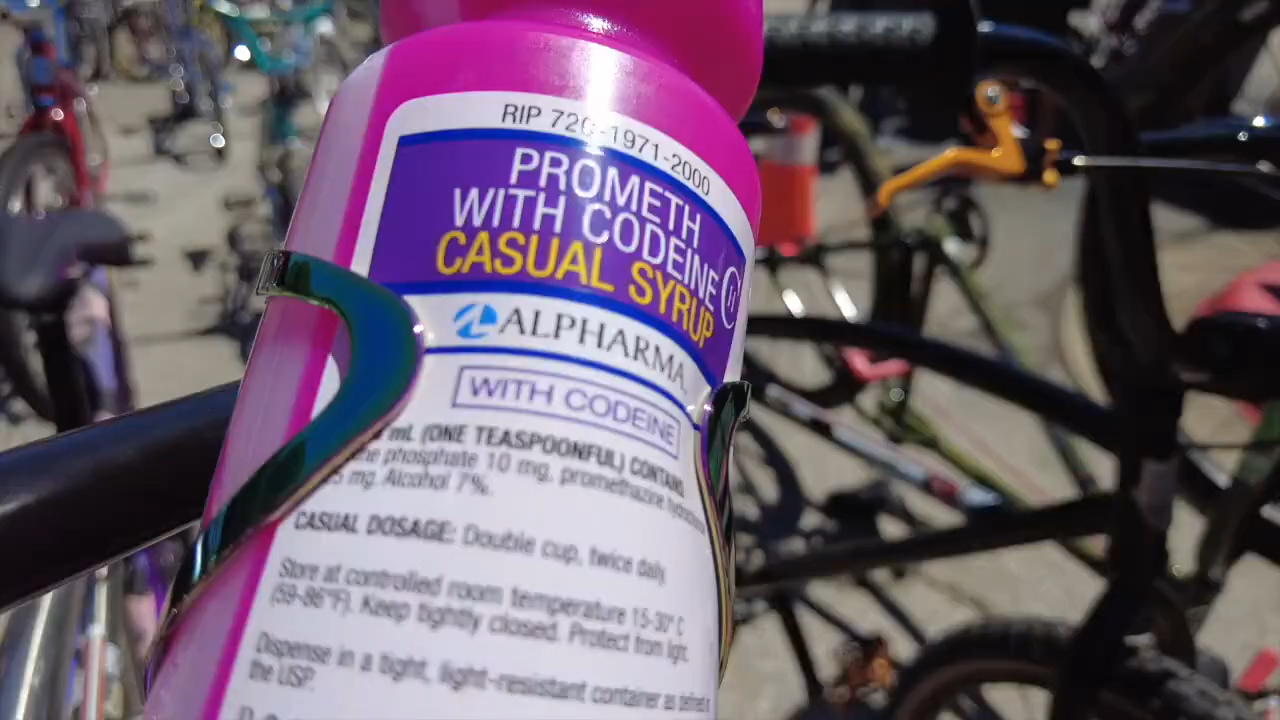 RIP 720-1971-2000
PROMETH
WITH CODEINE
CASUAL SYRUP
ALPHARMA
WITH CODEINE
mL (ONE TEASPOONFUL) CONTAINS
phosphate 10 mg, promethazine
mg. Alcohol 7%.
CASUAL DOSAGE: Double cup, twice daily.
Store at controlled room temperature 15-30° C
(59-86°F). Keep tightly closed. Protect from light.
Dispense in a tight, light-resistant container as defined in
the USP.